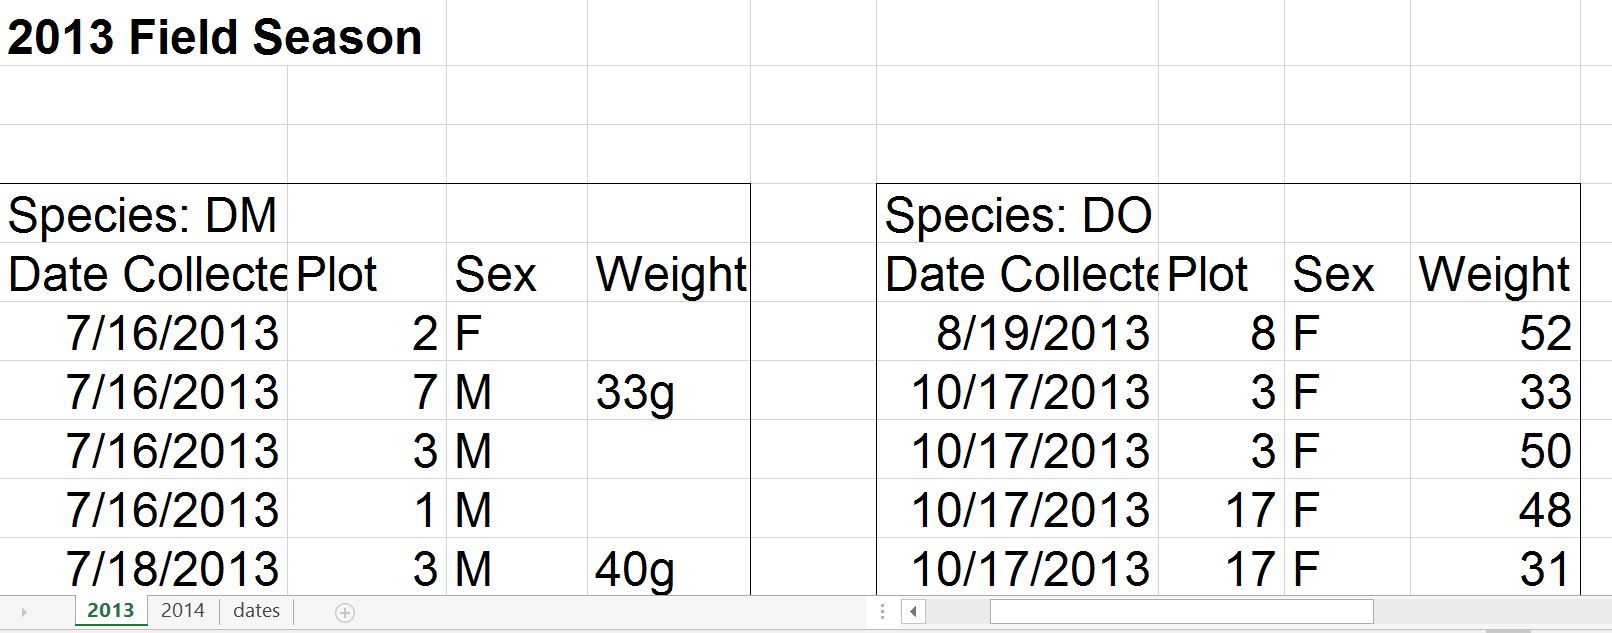 2013 Field Season
Species: DM Species: DO
Date Collecte Plot Sex Weight Date Collecte Plot Sex Weight
7/16/2013 2 F 8/19/2013 8 F 52
7/16/2013 7 M 33g 10/17/2013 3 F 33
7/16/2013 3 M 10/17/2013 3 F 50
7/16/2013 1 M 10/17/2013 17 F 48
7/18/2013 3 M 40g 10/17/2013 17 F 31
2013 2014 dates